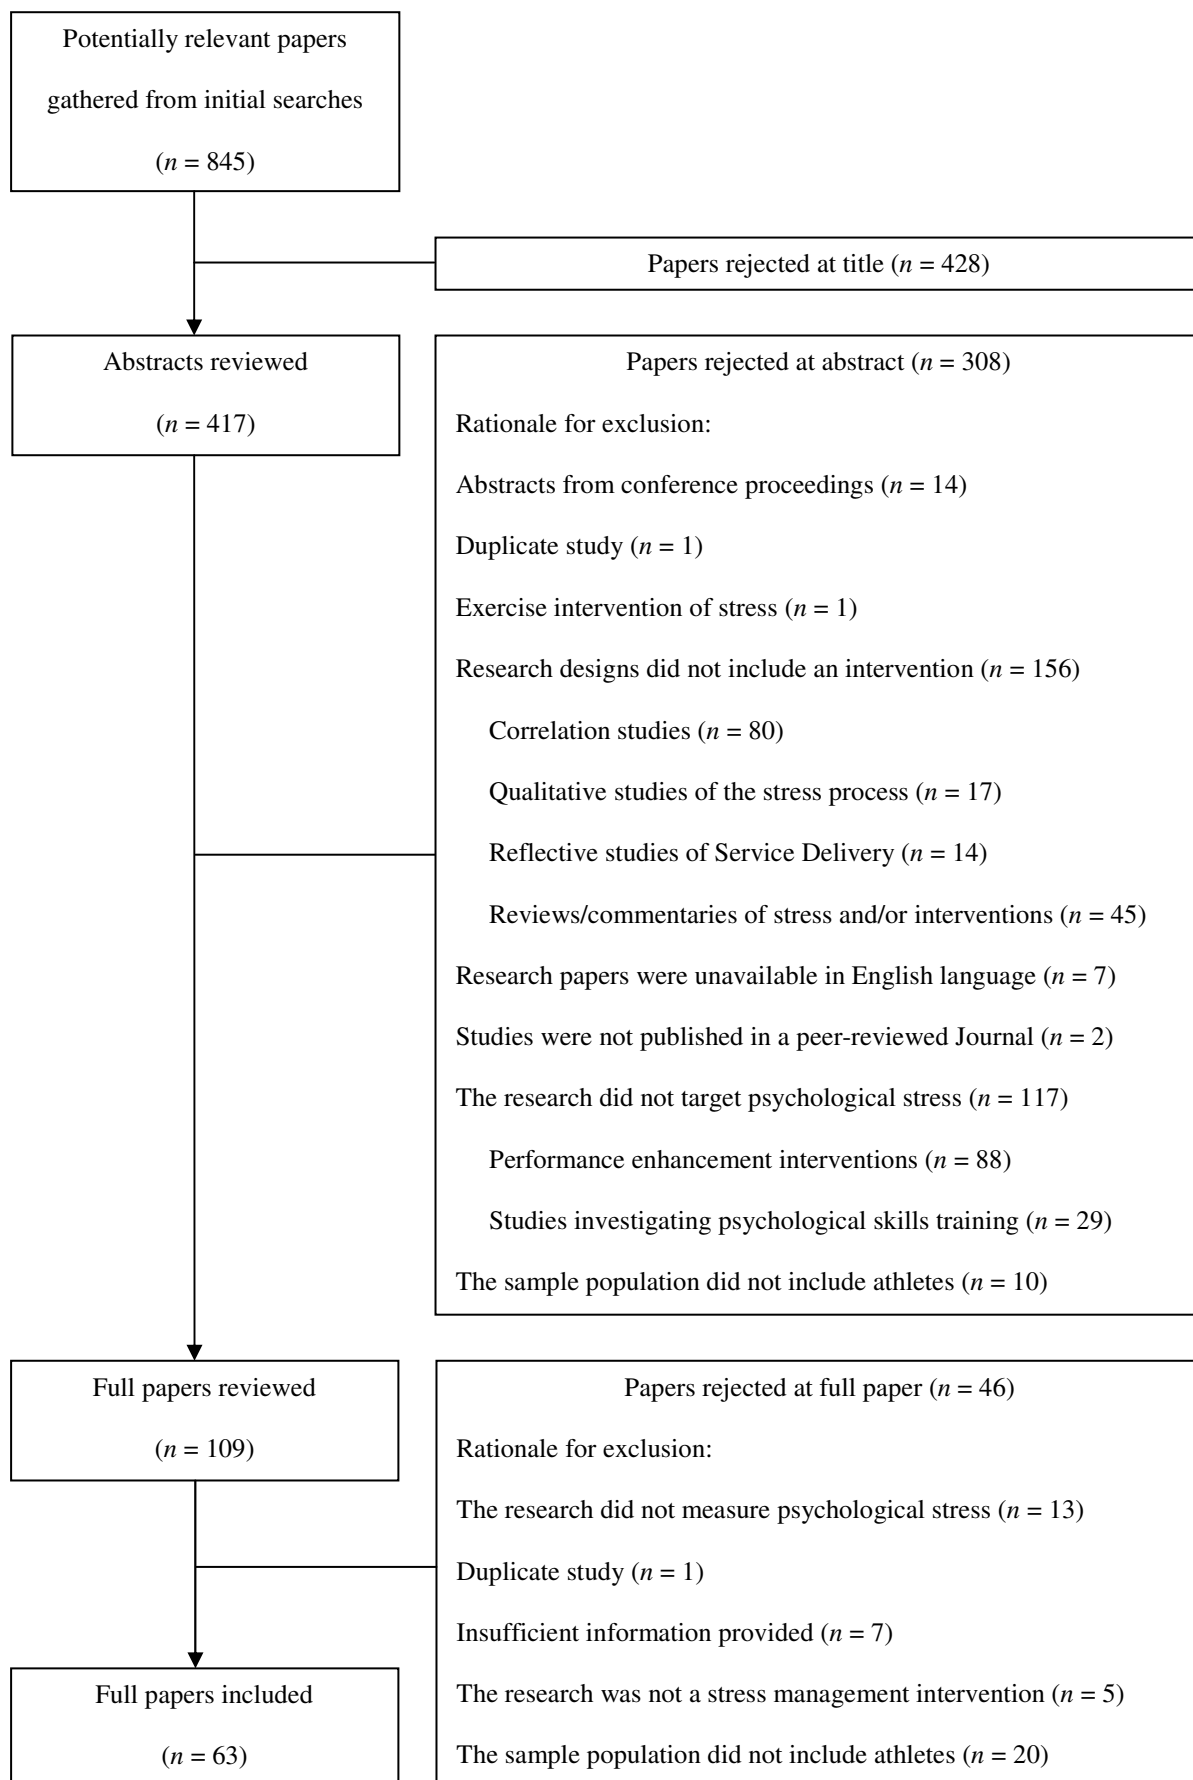 Potentially relevant papers
gathered from initial searches
(n = 845)
Papers rejected at title (n = 428)
Abstracts reviewed
(n = 417)
Papers rejected at abstract (n = 308)
Rationale for exclusion:
Abstracts from conference proceedings (n = 14)
Duplicate study (n = 1)
Exercise intervention of stress (n = 1)
Research designs did not include an intervention (n = 156)
Correlation studies (n = 80)
Qualitative studies of the stress process (n = 17)
Reflective studies of Service Delivery (n = 14)
Reviews/commentaries of stress and/or interventions (n = 45)
Research papers were unavailable in English language (n = 7)
Studies were not published in a peer-reviewed Journal (n = 2)
The research did not target psychological stress (n = 117)
Performance enhancement interventions (n = 88)
Studies investigating psychological skills training (n = 29)
The sample population did not include athletes (n = 10)
Full papers reviewed
(n = 109)
Papers rejected at full paper (n = 46)
Rationale for exclusion:
The research did not measure psychological stress (n = 13)
Duplicate study (n = 1)
Insufficient information provided (n = 7)
The research was not a stress management intervention (n = 5)
The sample population did not include athletes (n = 20)
Full papers included
(n = 63)